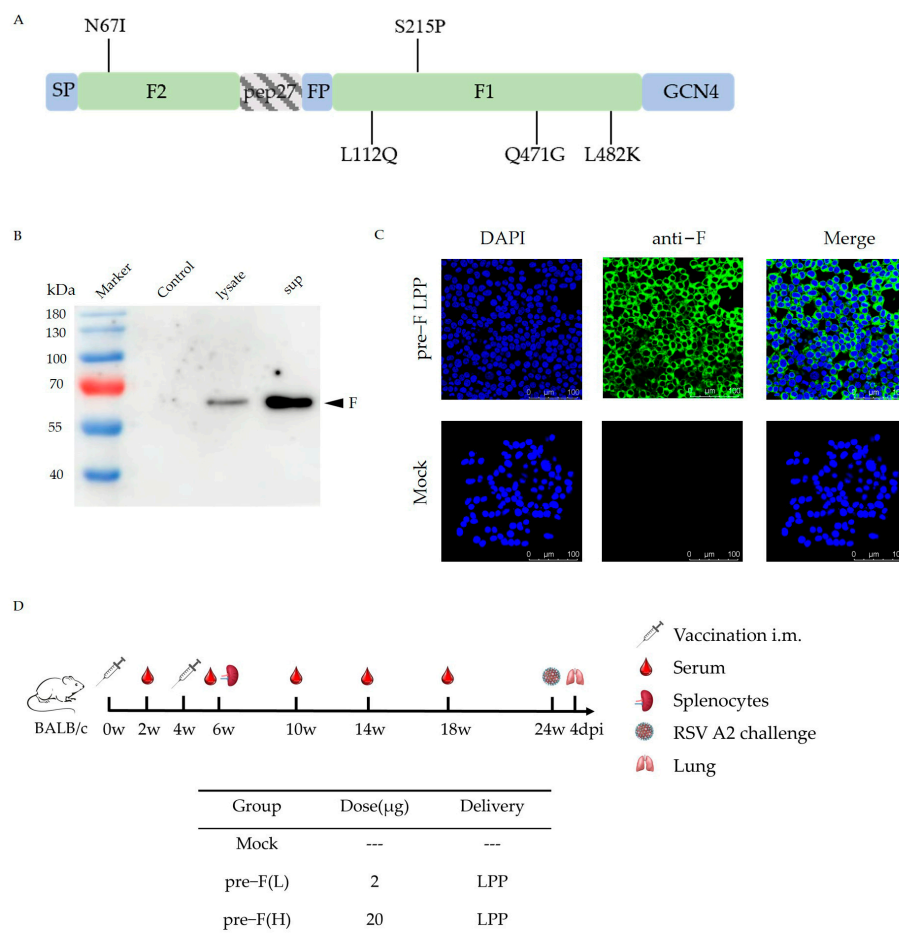 A
N67I
S215P
SP
F2
pep27
FP
F1
GCN4
L112Q
Q471G
L482K
B
kDa
Marker
Control
lysate
sup
180
130
100
70
55
40
F
C
DAPI
anti−F
Merge
pre−F LPP
0 μm 100
0 μm 100
0 μm 100
Mock
0 μm 100
0 μm 100
0 μm 100
D
BALB/c
0w 2w 4w 6w 10w 14w 18w 24w 4dpi
Vaccination i.m.
Serum
Splenocytes
RSV A2 challenge
Lung
Group Dose(μg) Delivery
Mock --- ---
pre−F(L) 2 LPP
pre−F(H) 20 LPP